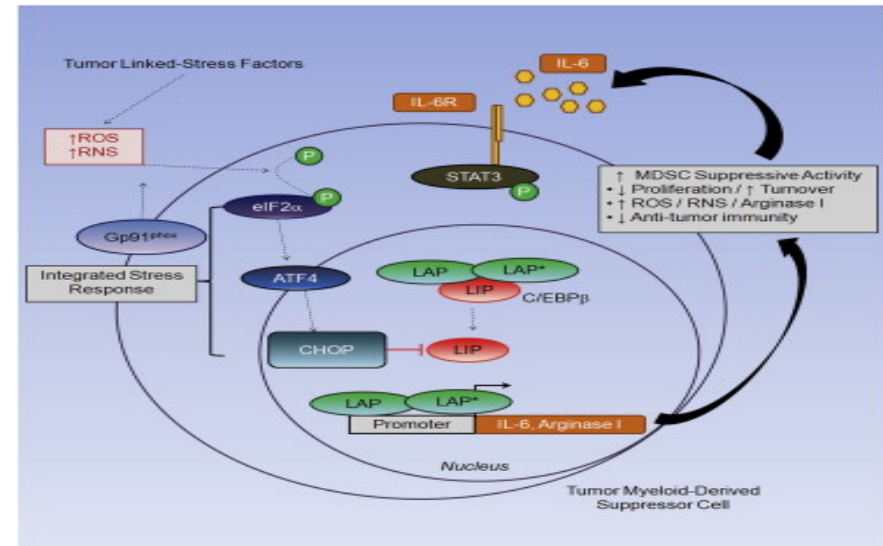 Tumor Linked-Stress Factors
IL-6
IL-6R
↑ROS
↑RNS
P
STAT3
P
↑ MDSC Suppressive Activity
• ↓ Proliferation / ↑ Turnover
• ↑ ROS / RNS / Arginase I
• ↓ Anti-tumor immunity
P
eIF2α
Gp91phox
Integrated Stress
Response
ATF4
LAP
LAP*
LIP
C/EBPβ
CHOP
LIP
LAP
LAP*
Promoter
IL-6, Arginase I
Nucleus
Tumor Myeloid-Derived
Suppressor Cell